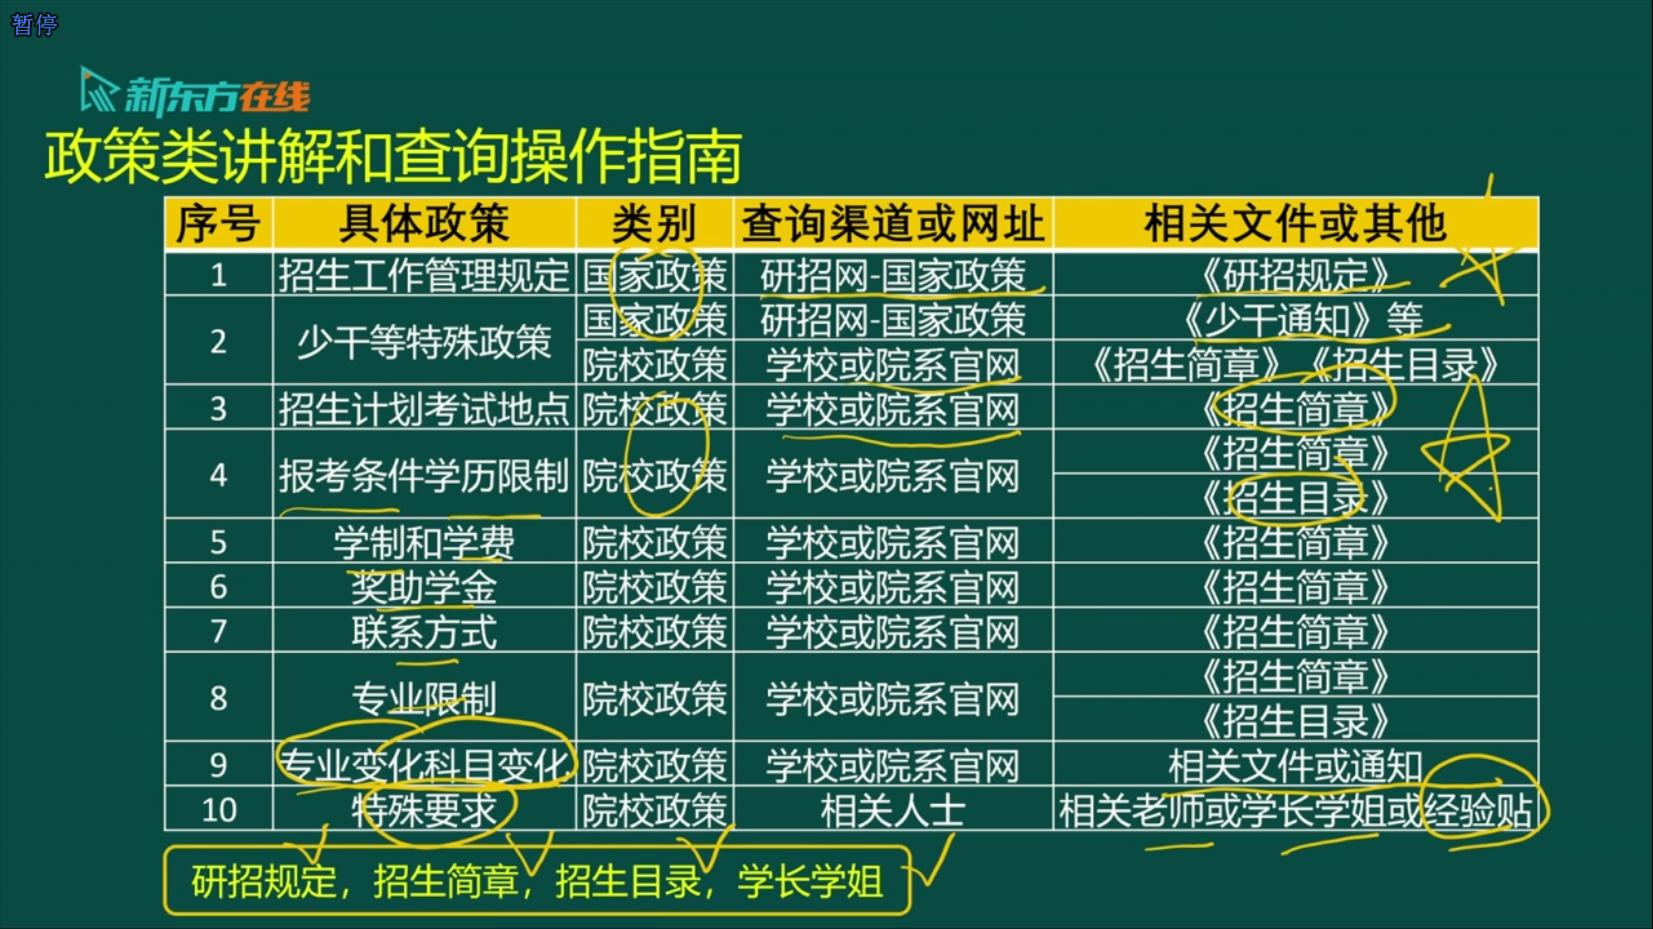 暂停
新东方在线
政策类讲解和查询操作指南
序号 具体政策 类别 查询渠道或网址 相关文件或其他
1 招生工作管理规定 国家政策 研招网-国家政策 《研招规定》
2 少干等特殊政策 国家政策 研招网-国家政策 《少干通知》等
院校政策 学校或院系官网 《招生简章》《招生目录》
3 招生计划考试地点 院校政策 学校或院系官网 《招生简章》
4 报考条件学历限制 院校政策 学校或院系官网 《招生简章》
《招生目录》
5 学制和学费 院校政策 学校或院系官网 《招生简章》
6 奖助学金 院校政策 学校或院系官网 《招生简章》
7 联系方式 院校政策 学校或院系官网 《招生简章》
8 专业限制 院校政策 学校或院系官网 《招生简章》
《招生目录》
9 专业变化科目变化 院校政策 学校或院系官网 相关文件或通知
10 特殊要求 院校政策 相关人士 相关老师或学长学姐或经验贴
研招规定，招生简章，招生目录，学长学姐